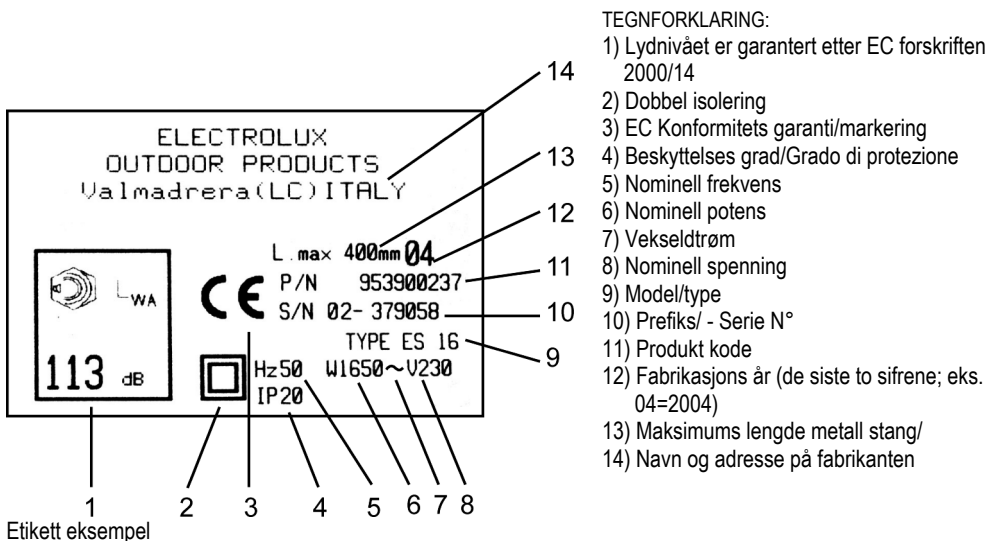 ELECTROLUX
OUTDOOR PRODUCTS
Valmadrera(LC)ITALY
L.max 400mm 04
P/N 953900237
S/N 02- 379058
TYPE ES 16
Hz50 W1650~V230
IP20
LWA
113 dB
CE
14
13
12
11
10
9
1 2 3 4 5 6 7 8
Etikett eksempel
TEGNFORKLARING:
1) Lydnivået er garantert etter EC forskriften
2000/14
2) Dobbel isolering
3) EC Konformitets garanti/markering
4) Beskyttelses grad/Grado di protezione
5) Nominell frekvens
6) Nominell potens
7) Vekseldtrøm
8) Nominell spenning
9) Model/type
10) Prefiks/ - Serie N°
11) Produkt kode
12) Fabrikasjons år (de siste to sifrene; eks.
04=2004)
13) Maksimums lengde metall stang/
14) Navn og adresse på fabrikanten